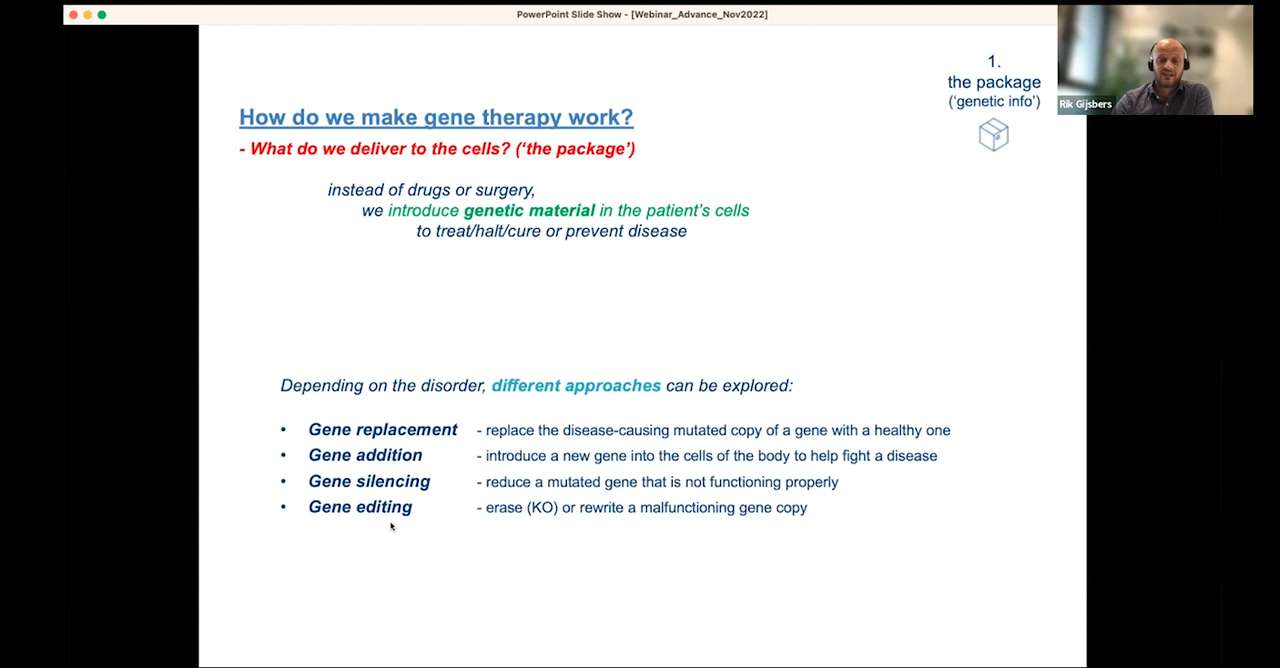 PowerPoint Slide Show - [Webinar_Advance_Nov2022]
1.
the package
(‘genetic info’)
Rik Gijsbers
How do we make gene therapy work?
- What do we deliver to the cells? (‘the package’)
instead of drugs or surgery,
we introduce genetic material in the patient’s cells
to treat/halt/cure or prevent disease
Depending on the disorder, different approaches can be explored:
• Gene replacement - replace the disease-causing mutated copy of a gene with a healthy one
• Gene addition - introduce a new gene into the cells of the body to help fight a disease
• Gene silencing - reduce a mutated gene that is not functioning properly
• Gene editing - erase (KO) or rewrite a malfunctioning gene copy